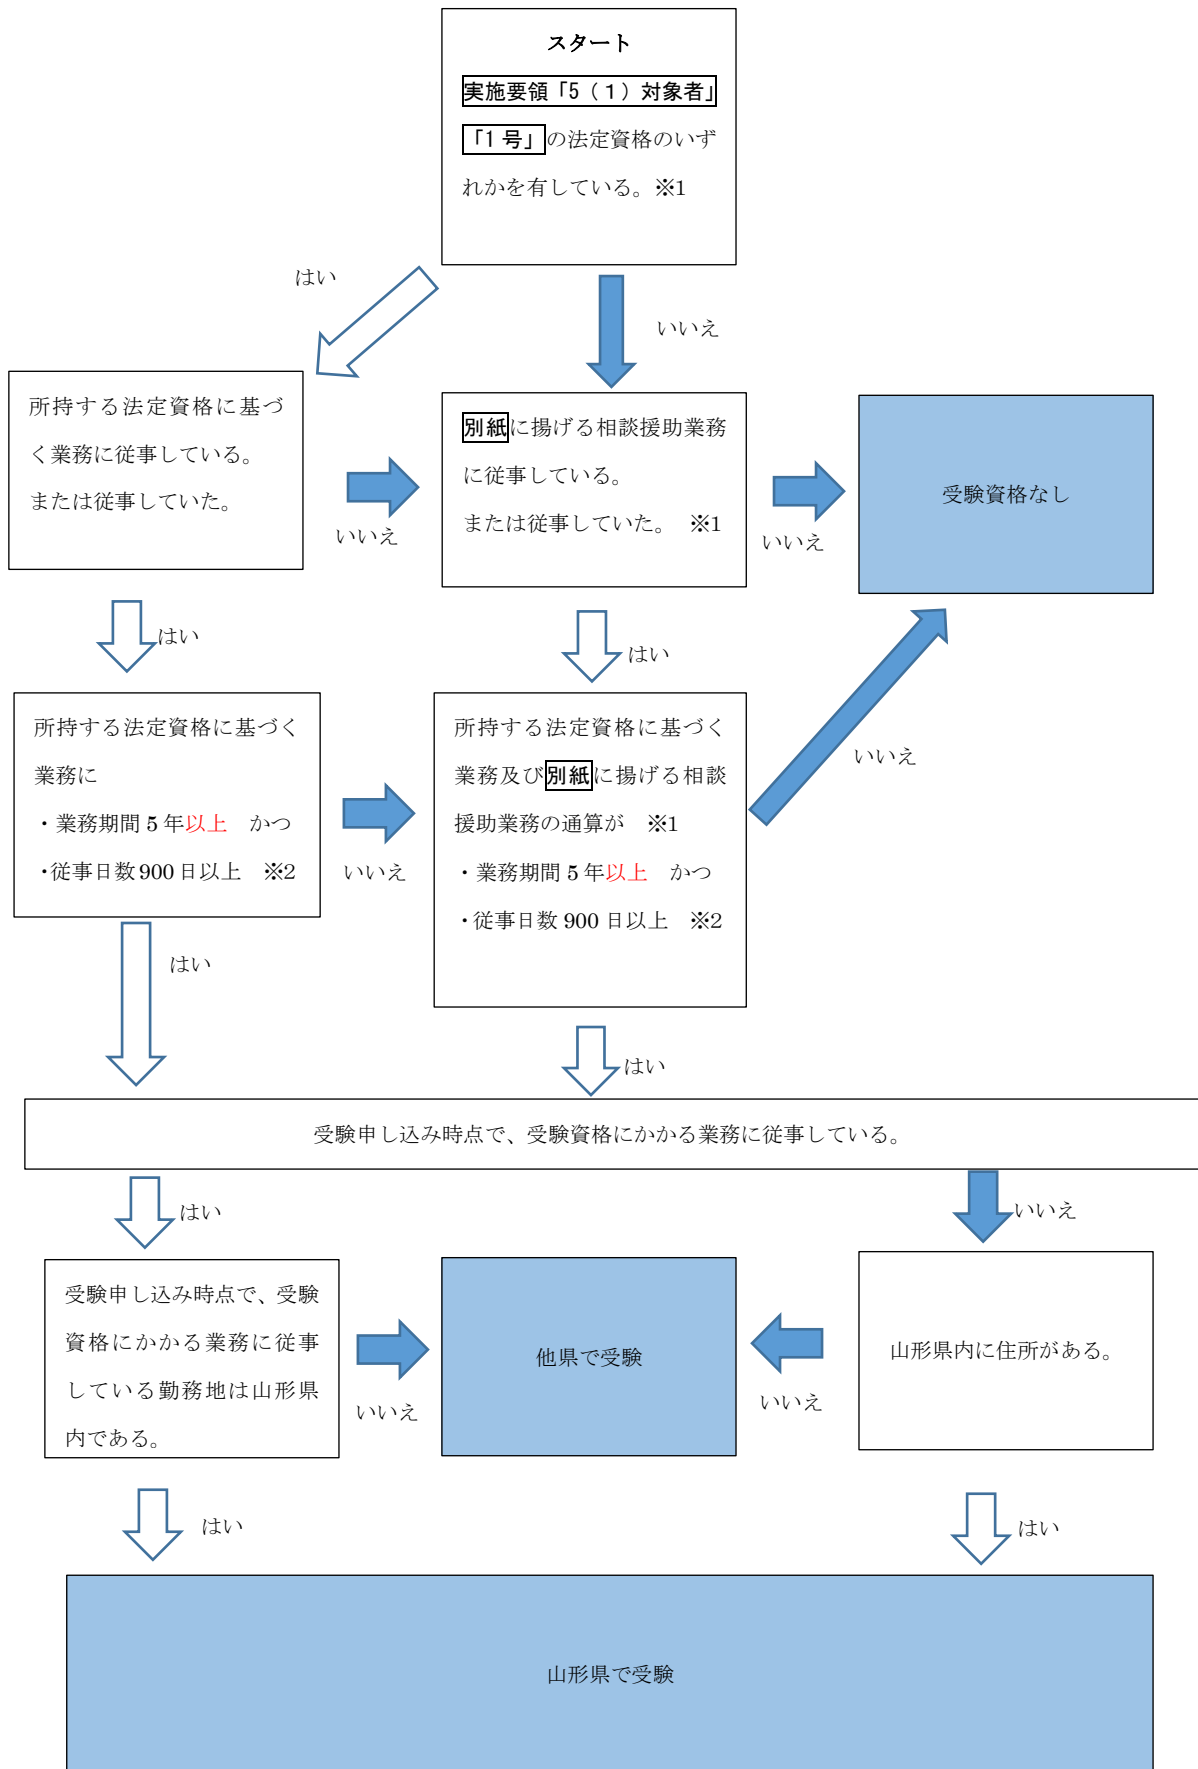 スタート
実施要領「5（1）対象者」
「1号」の法定資格のいず
れかを有している。※1
はい
いいえ
所持する法定資格に基づ
く業務に従事している。
または従事していた。
いいえ
別紙に揚げる相談援助業務
に従事している。
または従事していた。　※1
いいえ
受験資格なし
はい
はい
所持する法定資格に基づく
業務に
・業務期間5年以上　かつ
・従事日数900日以上　※2
いいえ
所持する法定資格に基づく
業務及び別紙に揚げる相談
援助業務の通算が　※1
・業務期間5年以上　かつ
・従事日数900日以上　※2
いいえ
はい
はい
受験申し込み時点で、受験資格にかかる業務に従事している。
はい
いいえ
受験申し込み時点で、受験
資格にかかる業務に従事
している勤務地は山形県
内である。
いいえ
他県で受験
いいえ
山形県内に住所がある。
はい
はい
山形県で受験